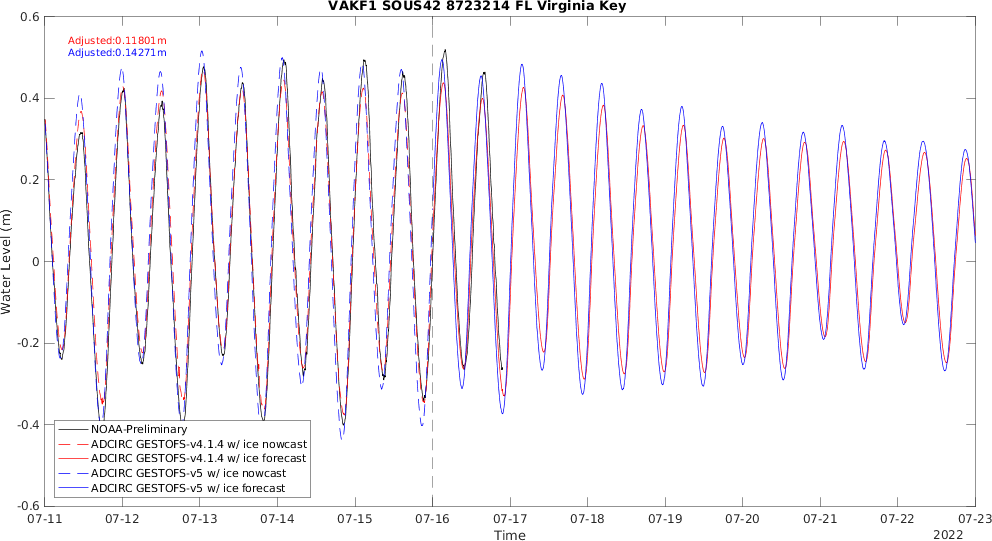 VAKF1 SOUS42 8723214 FL Virginia Key
Adjusted:0.11801m
Adjusted:0.14271m
Water Level (m)
0.6
0.4
0.2
0
-0.2
-0.4
-0.6
NOAA-Preliminary
ADCIRC GESTOFS-v4.1.4 w/ ice nowcast
ADCIRC GESTOFS-v4.1.4 w/ ice forecast
ADCIRC GESTOFS-v5 w/ ice nowcast
ADCIRC GESTOFS-v5 w/ ice forecast
07-11 07-12 07-13 07-14 07-15 07-16 07-17 07-18 07-19 07-20 07-21 07-22 07-23
Time
2022